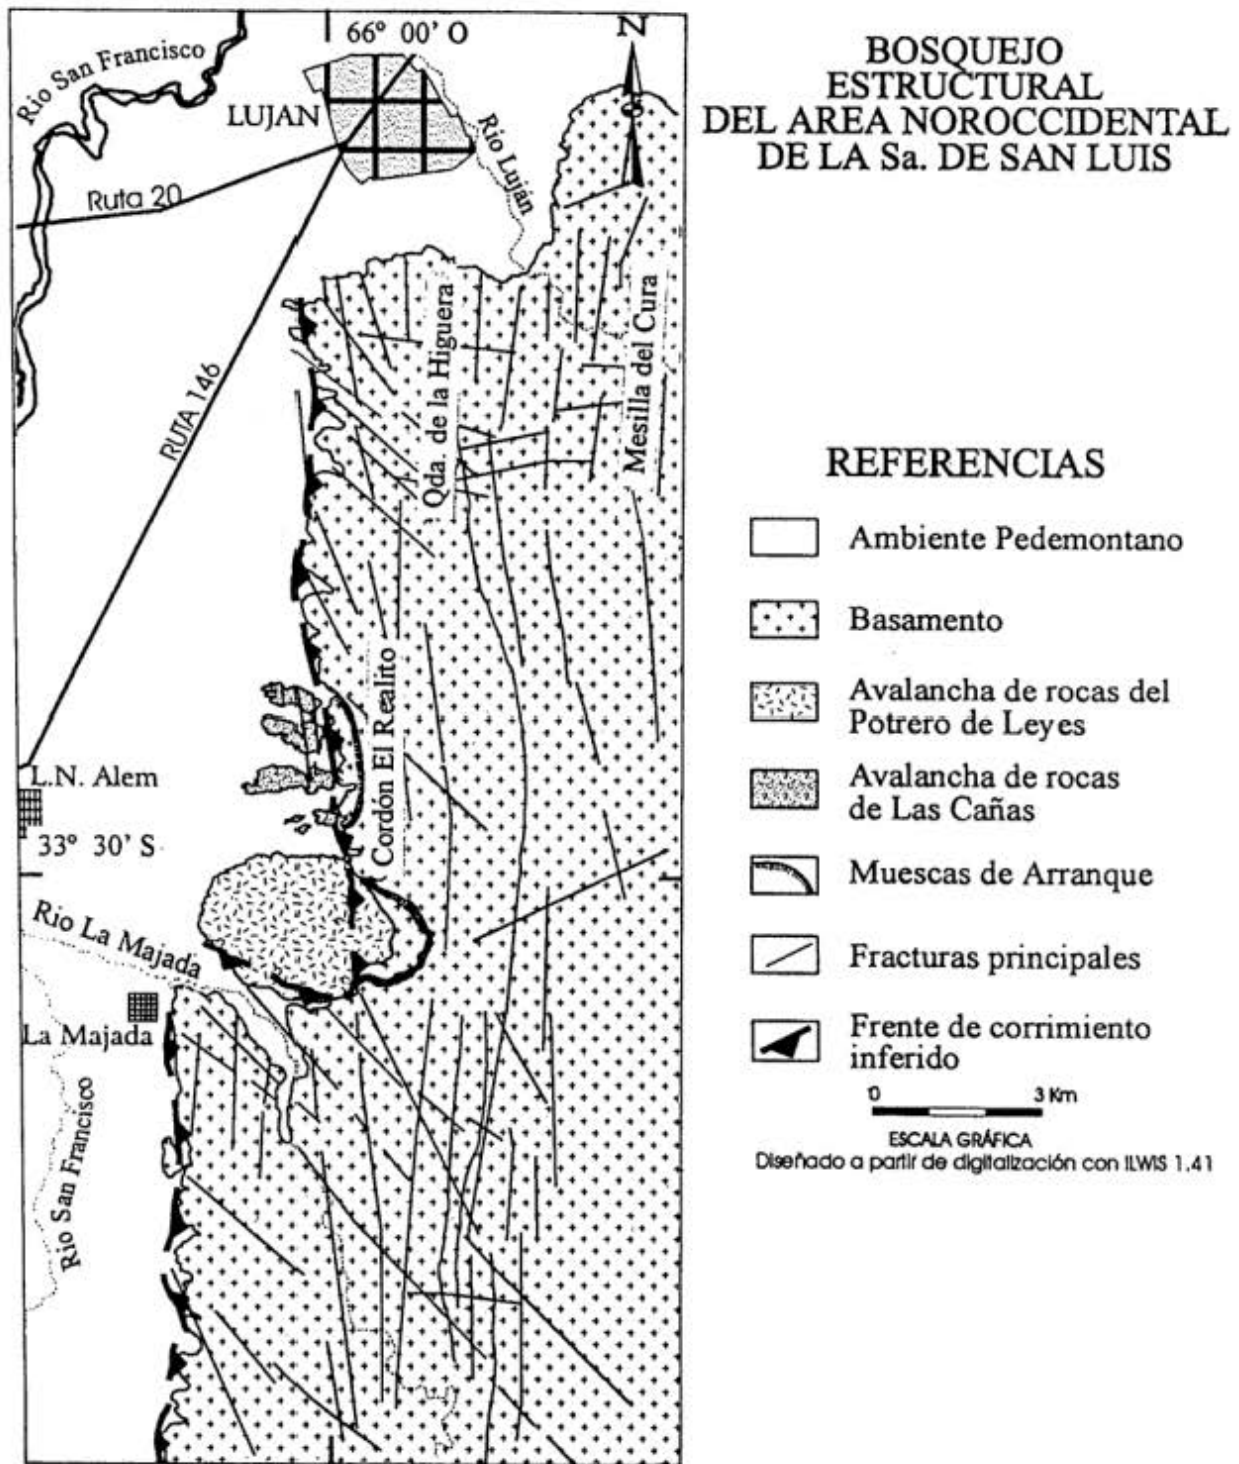 BOSQUEJO
ESTRUCTURAL
DEL AREA NOROCCIDENTAL
DE LA Sa. DE SAN LUIS
66° 00' O
N
Rio San Francisco
LUJAN
Río Luján
Ruta 20
RUTA 146
Qda. de la Higuera
Mesilla del Cura
Cordón El Realito
L.N. Alem
33° 30' S
Rio La Majada
La Majada
Rio San Francisco
REFERENCIAS
Ambiente Pedemontano
Basamento
Avalancha de rocas del
Potrero de Leyes
Avalancha de rocas
de Las Cañas
Muescas de Arranque
Fracturas principales
Frente de corrimiento
inferido
0 3 Km
ESCALA GRÁFICA
Diseñado a partir de digitalización con ILWIS 1.41